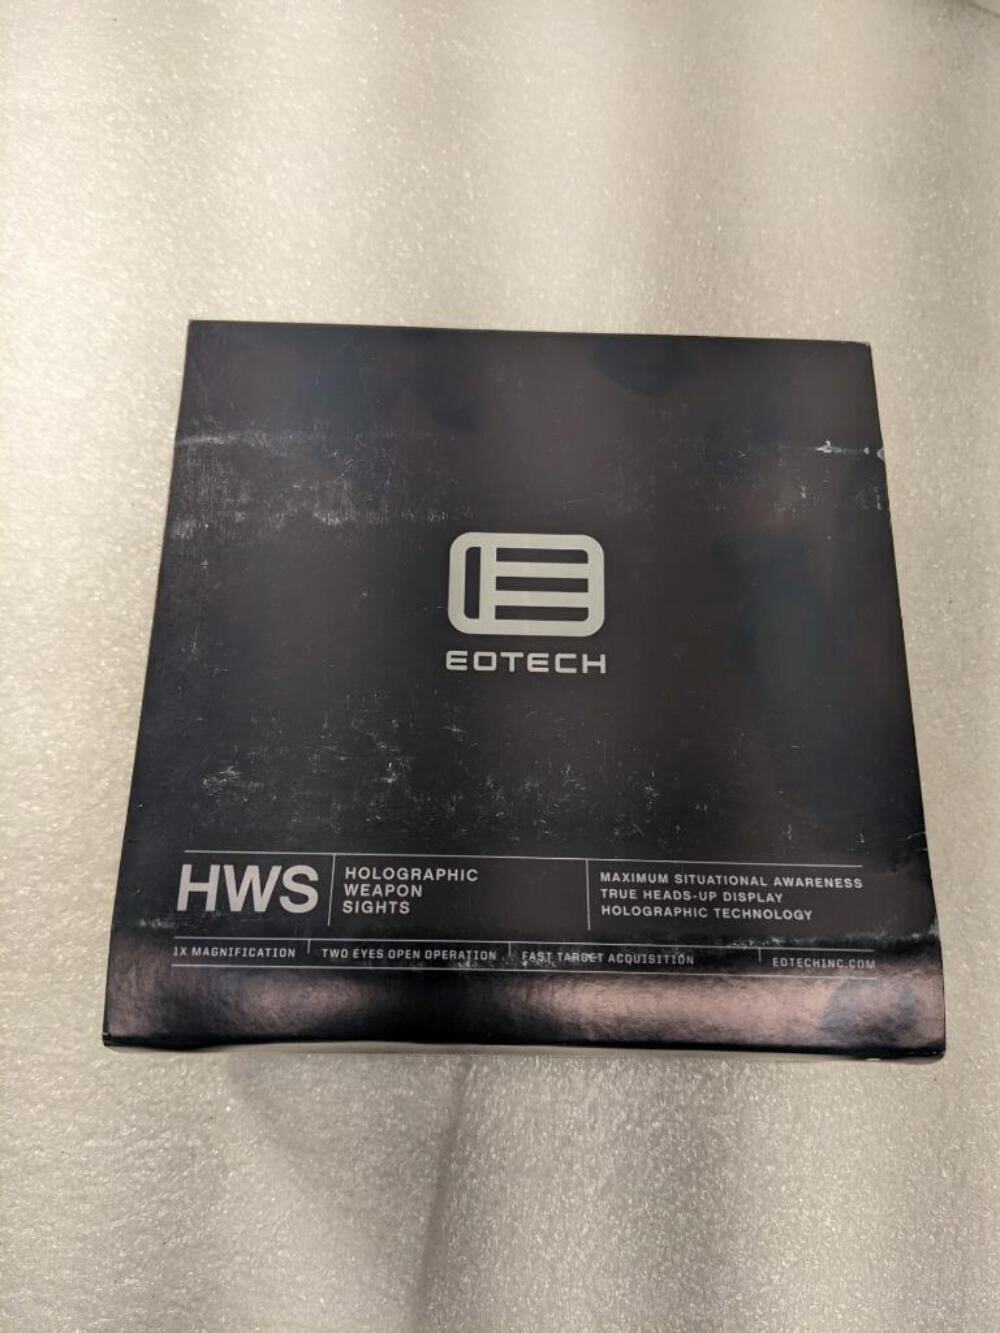 EOTECH
HWS
HOLOGRAPHIC
WEAPON
SIGHTS
MAXIMUM SITUATIONAL AWARENESS
TRUE HEADS-UP DISPLAY
HOLOGRAPHIC TECHNOLOGY
1X MAGNIFICATION
TWO EYES OPEN OPERATION
FAST TARGET ACQUISITION
EOTECHINC.COM